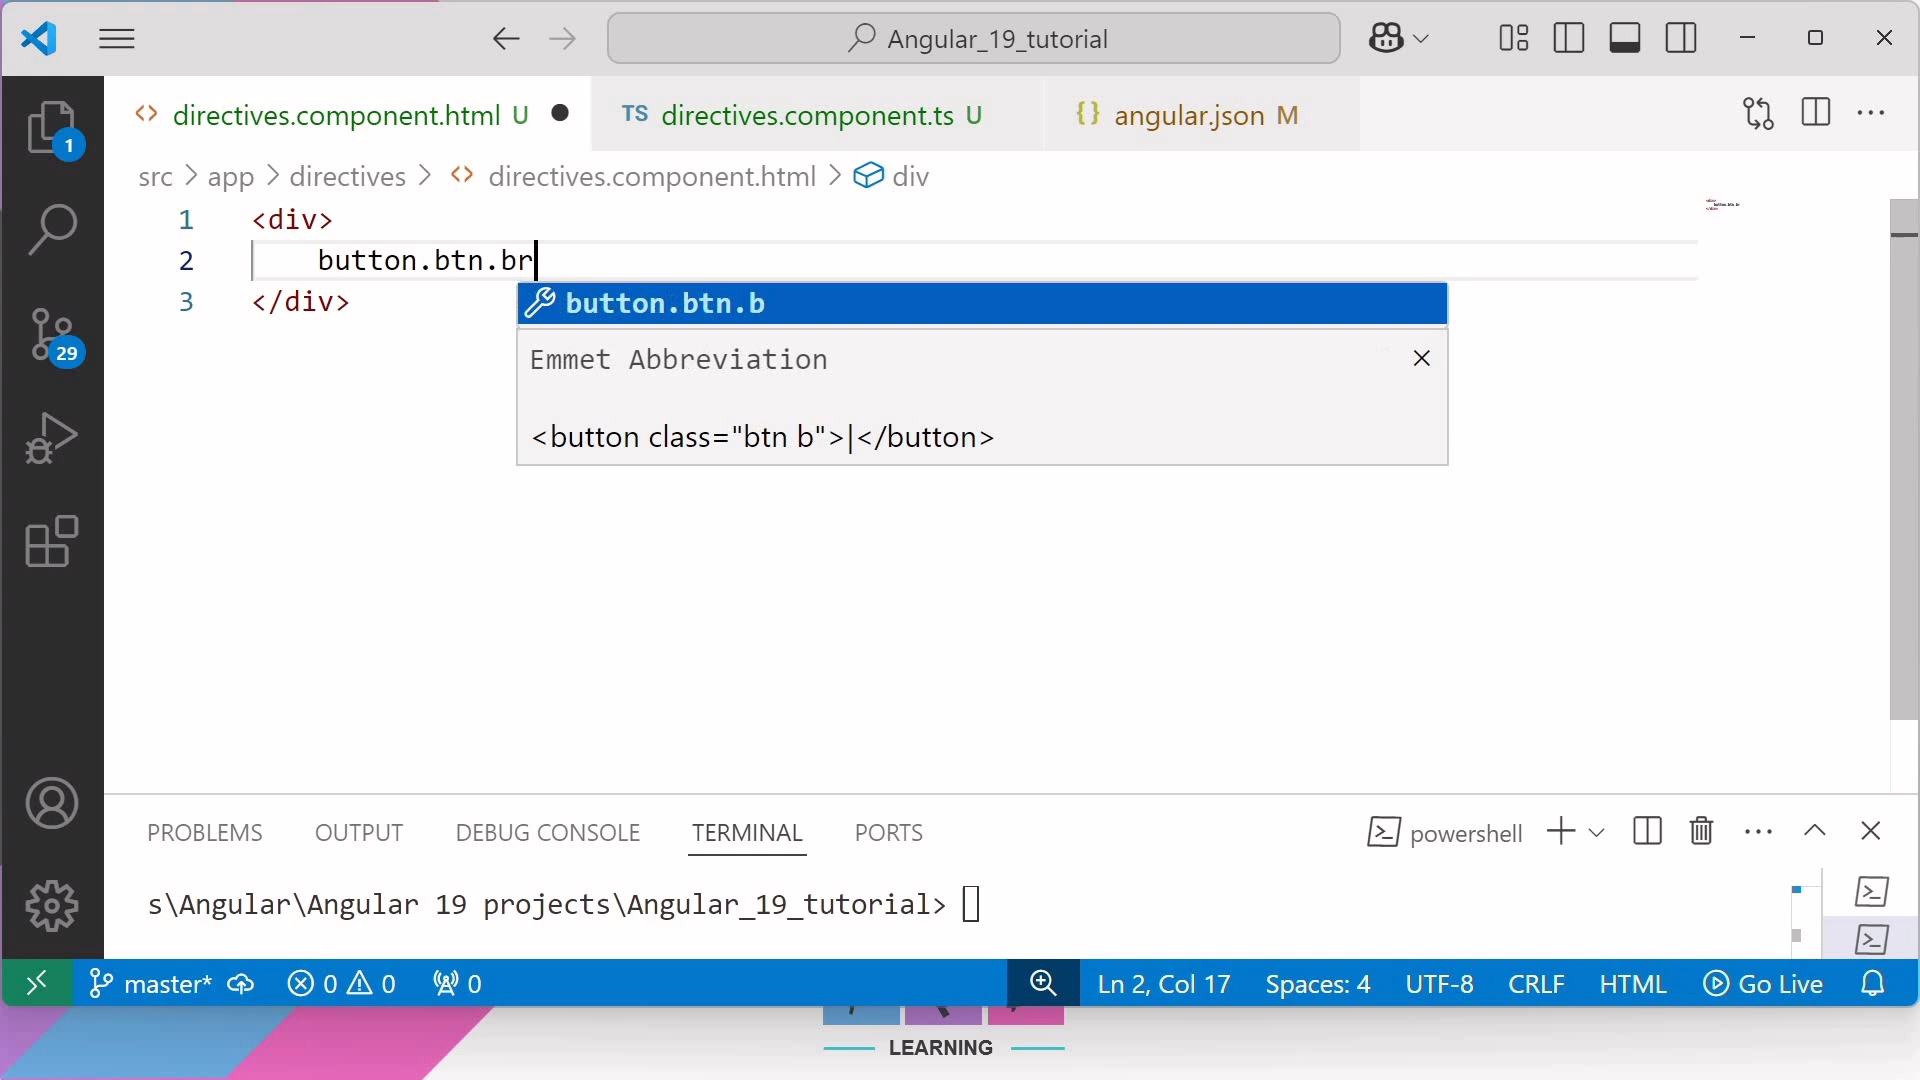 Angular_19_tutorial
directives.component.html U
TS directives.component.ts U
{} angular.json M
src > app > directives > <> directives.component.html > div
1 <div>
2 button.btn.br
3 </div>
button.btn.b
Emmet Abbreviation
<button class="btn b">|</button>
1
29
PROBLEMS OUTPUT DEBUG CONSOLE TERMINAL PORTS
powershell
s\Angular\Angular 19 projects\Angular_19_tutorial>
master* 0 0 0 Ln 2, Col 17 Spaces: 4 UTF-8 CRLF HTML Go Live
LEARNING